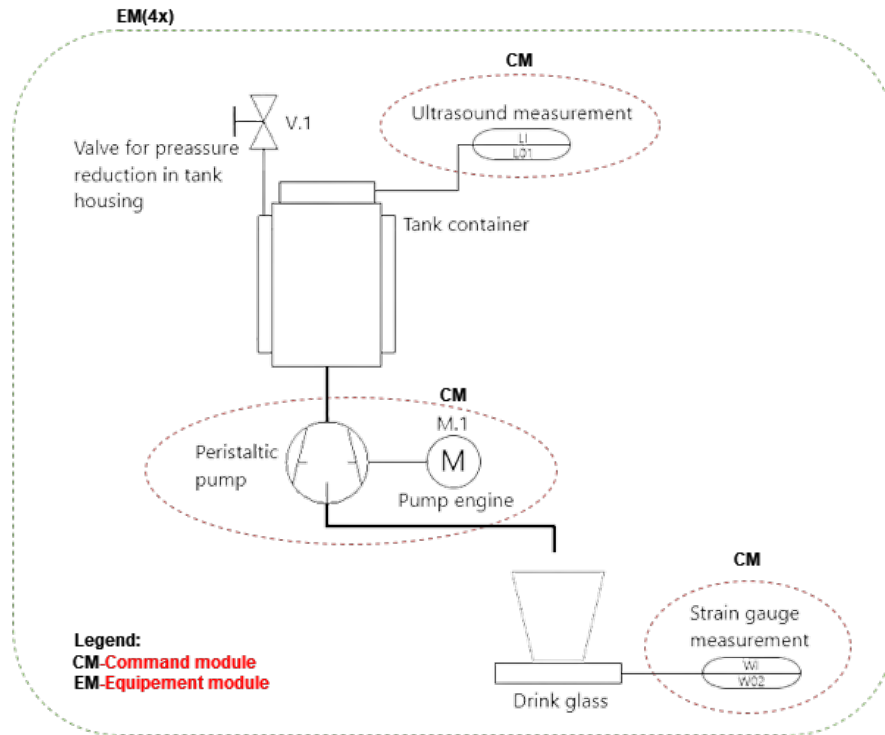 EM(4x)
CM
Ultrasound measurement
LI
L01
V.1
Valve for preassure
reduction in tank
housing
Tank container
CM
M.1
Peristaltic
pump
M
Pump engine
CM
Strain gauge
measurement
WI
W02
Drink glass
Legend:
CM-Command module
EM-Equipement module